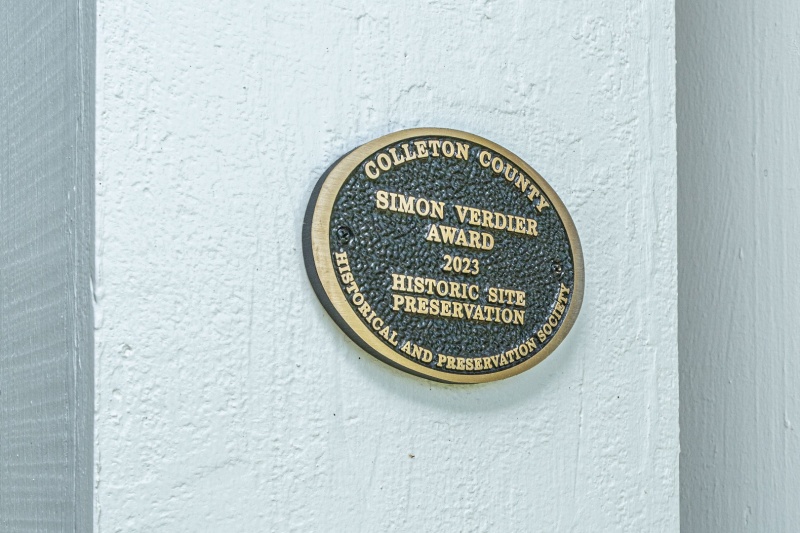 COLLETON COUNTY
SIMON VERDIER
AWARD
2023
HISTORIC SITE
PRESERVATION
HISTORICAL AND PRESERVATION SOCIETY